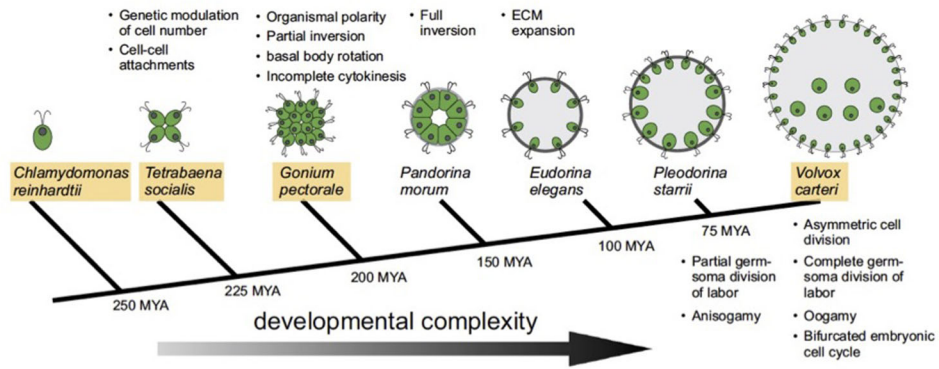 • Genetic modulation
of cell number
• Cell-cell
attachments
• Organismal polarity
• Partial inversion
• basal body rotation
• Incomplete cytokinesis
• Full
inversion
• ECM
expansion
Chlamydomonas
reinhardtii
Tetrabaena
socialis
Gonium
pectorale
Pandorina
morum
Eudorina
elegans
Pleodorina
starrii
Volvox
carteri
250 MYA
225 MYA
200 MYA
150 MYA
100 MYA
75 MYA
• Partial germ-
soma division
of labor
• Anisogamy
• Asymmetric cell
division
• Complete germ-
soma division of
labor
• Oogamy
• Bifurcated embryonic
cell cycle
developmental complexity